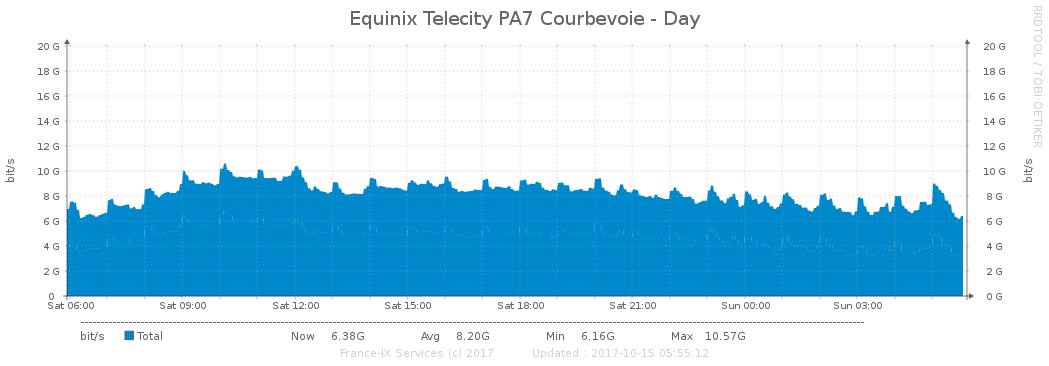 Equinix Telecity PA7 Courbevoie - Day
RRDTOOL / TOBI OETIKER
bit/s
bit/s
20 G 20 G
18 G 18 G
16 G 16 G
14 G 14 G
12 G 12 G
10 G 10 G
8 G 8 G
6 G 6 G
4 G 4 G
2 G 2 G
0 0 G
Sat 06:00 Sat 09:00 Sat 12:00 Sat 15:00 Sat 18:00 Sat 21:00 Sun 00:00 Sun 03:00
bit/s Total Now 6.38G Avg 8.20G Min 6.16G Max 10.57G
France-IX Services (c) 2017 Updated : 2017-10-15 05:55:12